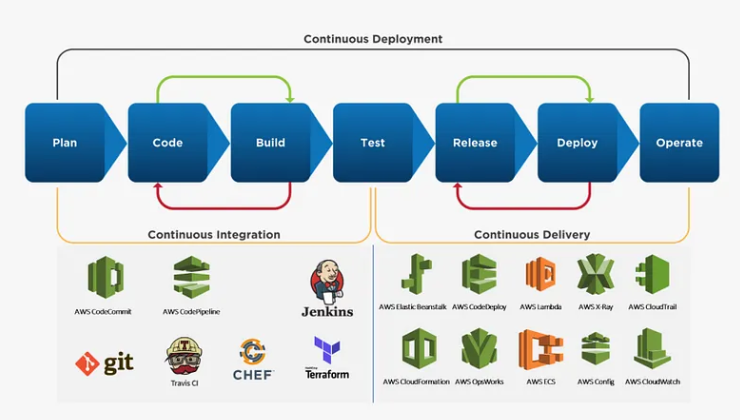 Continuous Deployment
Plan
Code
Build
Test
Release
Deploy
Operate
Continuous Integration
Continuous Delivery
AWS CodeCommit
AWS CodePipeline
Jenkins
AWS Elastic Beanstalk
AWS CodeDeploy
AWS Lambda
AWS X-Ray
AWS CloudTrail
git
T
Travis CI
CHEF
Terraform
AWS CloudFormation
AWS OpsWorks
AWS ECS
AWS Config
AWS CloudWatch